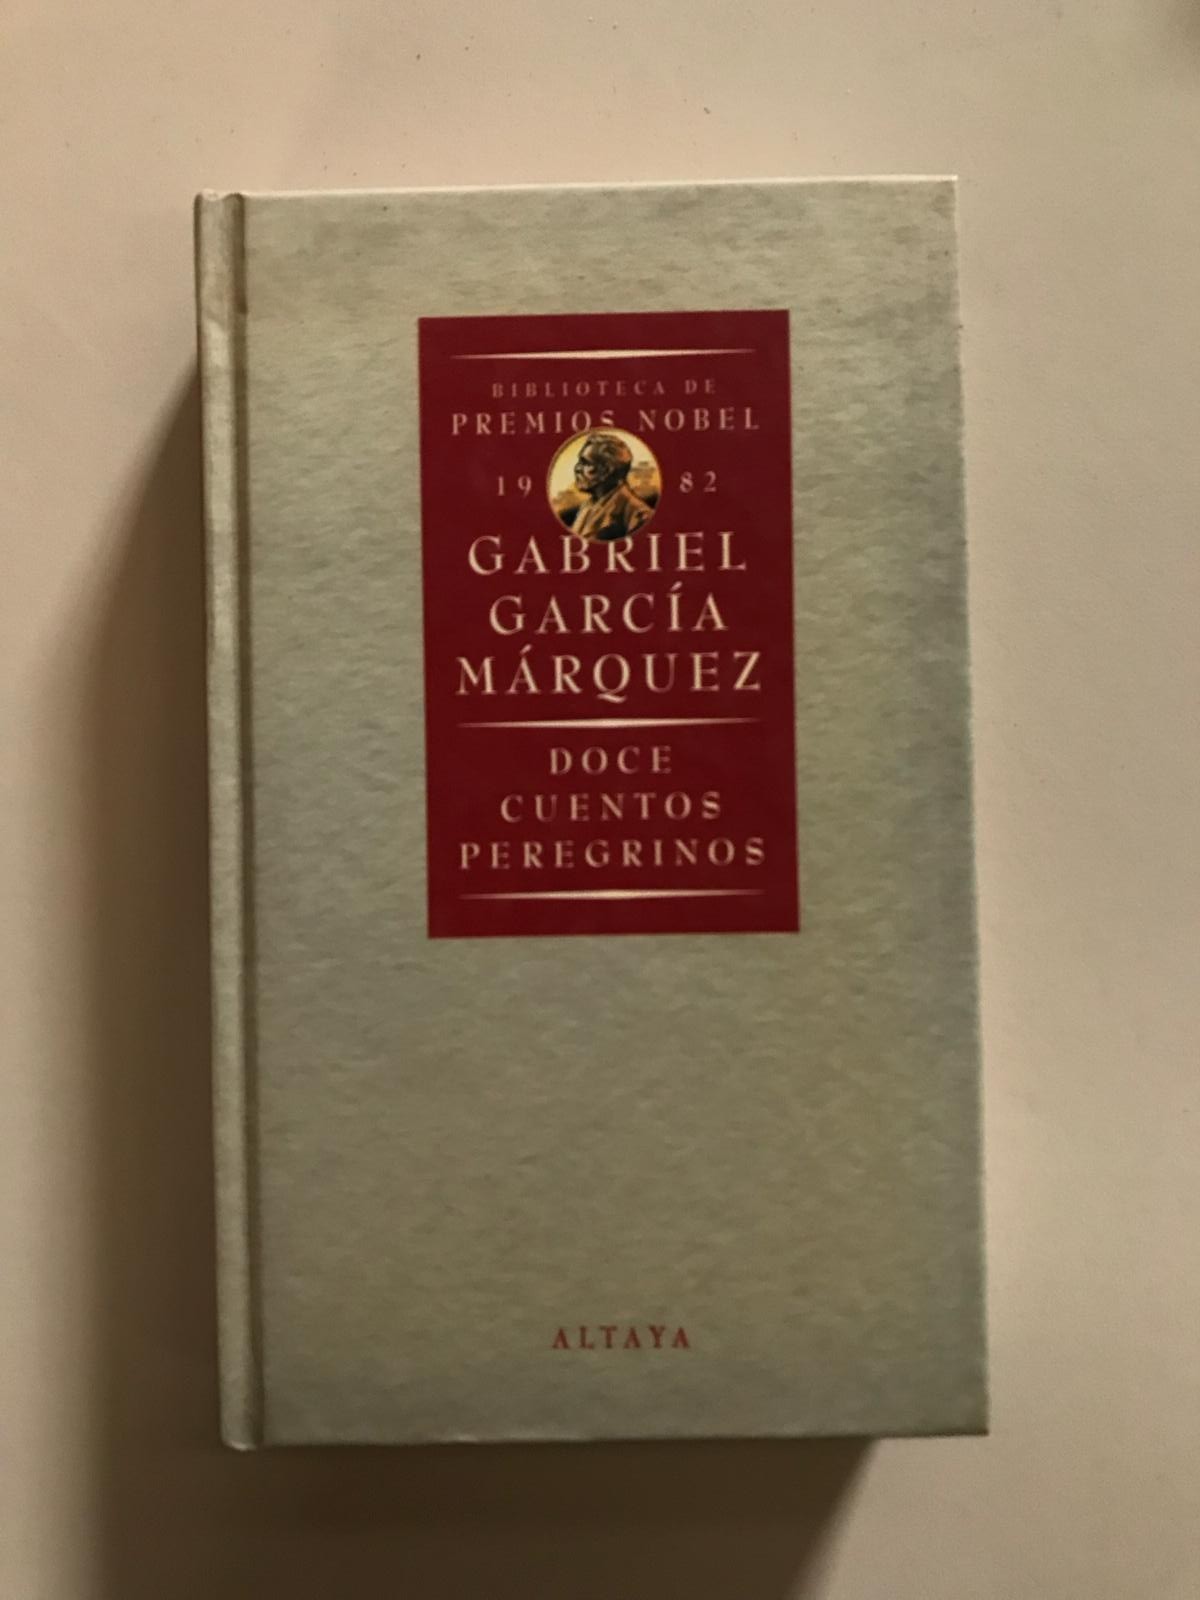 BIBLIOTECA DE
PREMIOS NOBEL
19 82
GABRIEL
GARCÍA
MÁRQUEZ
DOCE
CUENTOS
PEREGRINOS
ALTAYA